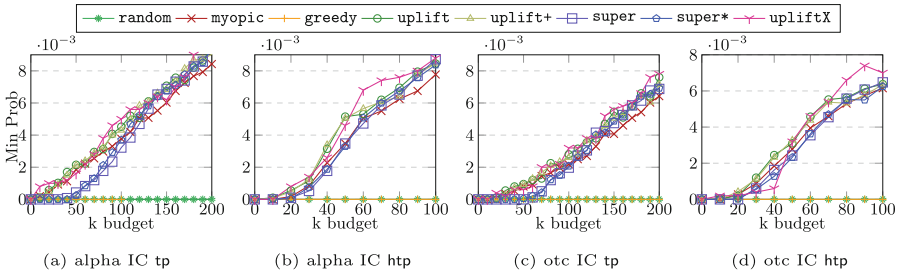 random myopic greedy uplift uplift+ super super* upliftX
·10⁻³ ·10⁻³ ·10⁻³ ·10⁻³
Min Prob
0 2 4 6 8
0 50 100 150 200
k budget
0 2 4 6 8
0 20 40 60 80 100
k budget
0 2 4 6 8
0 50 100 150 200
k budget
0 2 4 6 8
0 20 40 60 80 100
k budget
(a) alpha IC tp (b) alpha IC htp (c) otc IC tp (d) otc IC htp